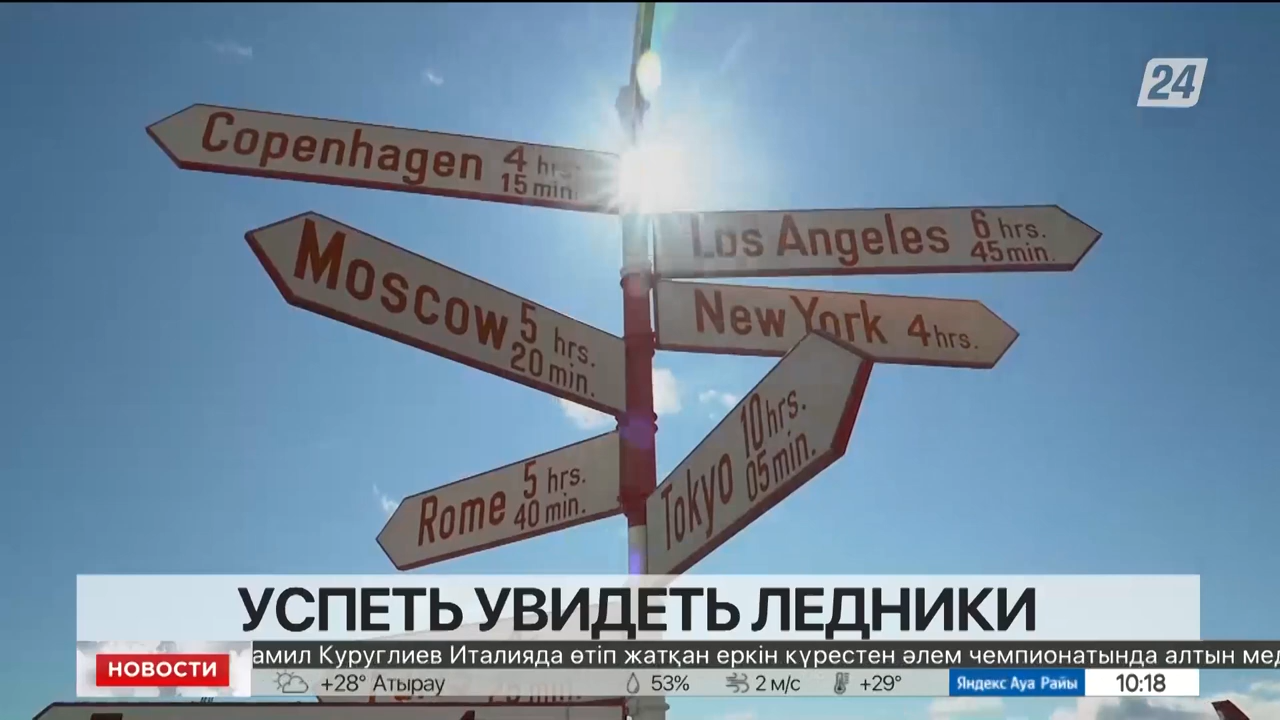 24
Copenhagen 4 hrs.
15 min.
Los Angeles 6 hrs.
45 min.
Moscow 5 hrs.
20 min.
New York 4 hrs.
Tokyo 10 hrs.
05 min.
Rome 5 hrs.
40 min.
УСПЕТЬ УВИДЕТЬ ЛЕДНИКИ
НОВОСТИ
амил Куруглиев Италияда өтіп жатқан еркін күрестен әлем чемпионатында алтын мед
+28° Атырау 53% 2 м/с +29° Яндекс Ауа Райы 10:18